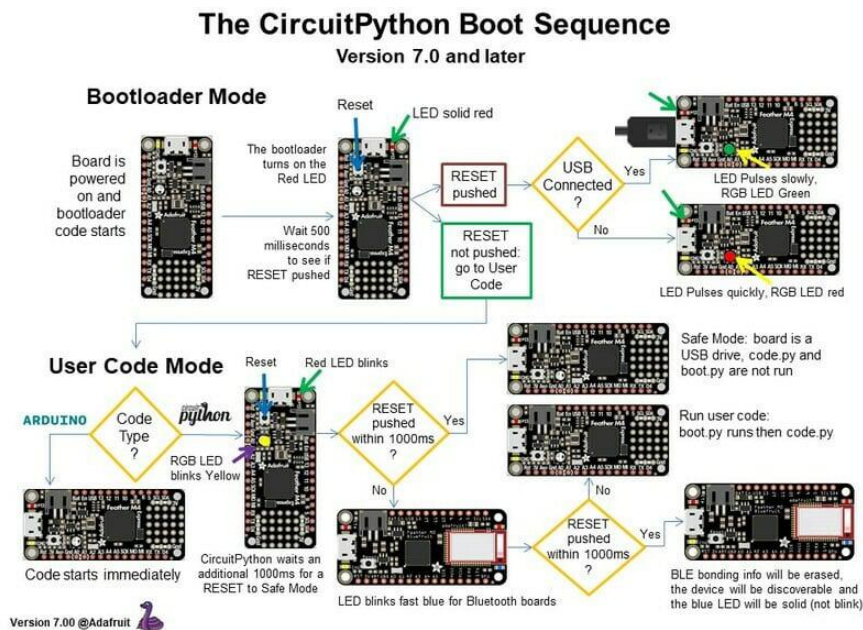 The CircuitPython Boot Sequence
Version 7.0 and later
Bootloader Mode
Board is
powered
on and
bootloader
code starts
The bootloader
turns on the
Red LED
Wait 500
milliseconds
to see if
RESET pushed
Reset
LED solid red
RESET
pushed
RESET
not pushed:
go to User
Code
USB
Connected
?
Yes
No
LED Pulses slowly,
RGB LED Green
LED Pulses quickly, RGB LED red
User Code Mode
ARDUINO
Code
Type
?
circuit
python
Code starts immediately
Reset
Red LED blinks
RGB LED
blinks Yellow
CircuitPython waits an
additional 1000ms for a
RESET to Safe Mode
RESET
pushed
within 1000ms
?
Yes
No
Safe Mode: board is a
USB drive, code.py and
boot.py are not run
Run user code:
boot.py runs then code.py
LED blinks fast blue for Bluetooth boards
No
RESET
pushed
within 1000ms
?
Yes
BLE bonding info will be erased,
the device will be discoverable and
the blue LED will be solid (not blink)
Adafruit
Feather M4
Feather M4 Express
Version 7.00 @Adafruit